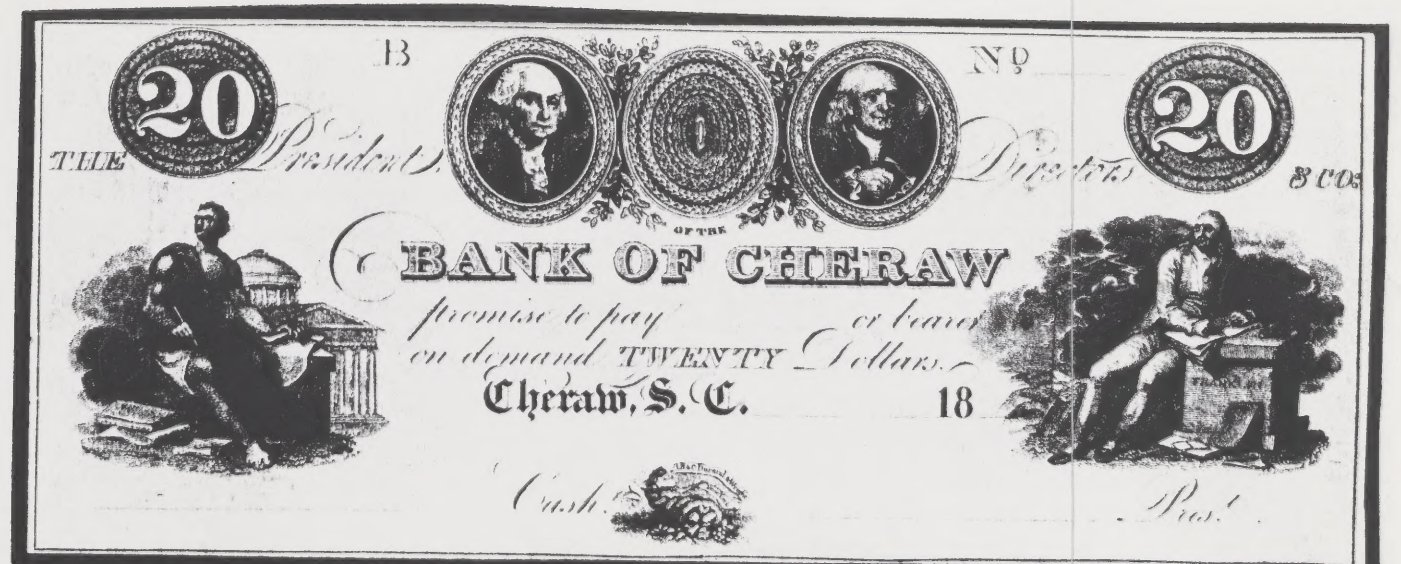 20 B No 20
THE President, Directors & CO:
OF THE
BANK OF CHERAW
promise to pay or bearer
on demand TWENTY Dollars.
Cheraw, S. C. 18
Cash. Pres.t